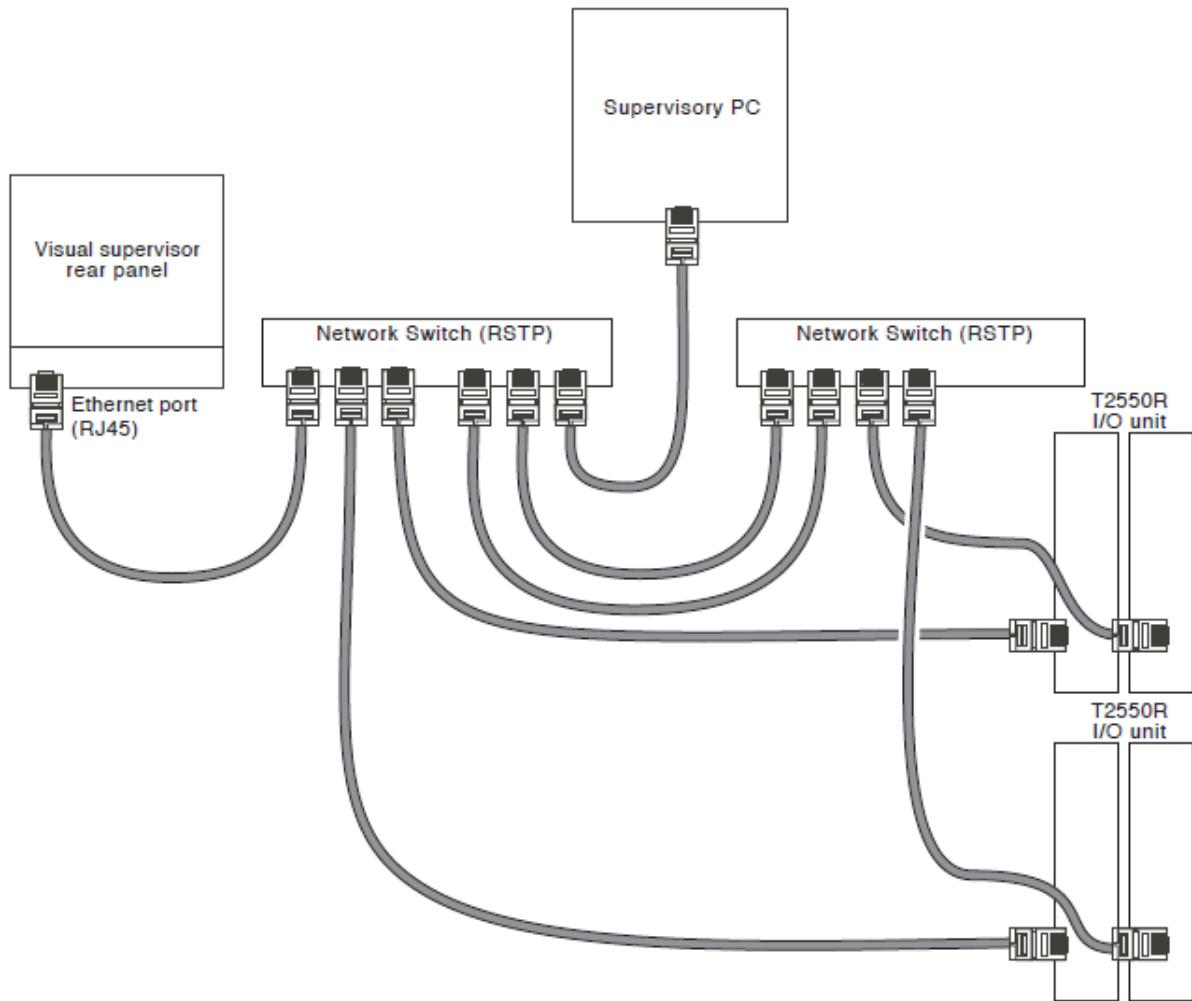 Supervisory PC
Visual supervisor
rear panel
Network Switch (RSTP)
Network Switch (RSTP)
Ethernet port
(RJ45)
T2550R
I/O unit
T2550R
I/O unit